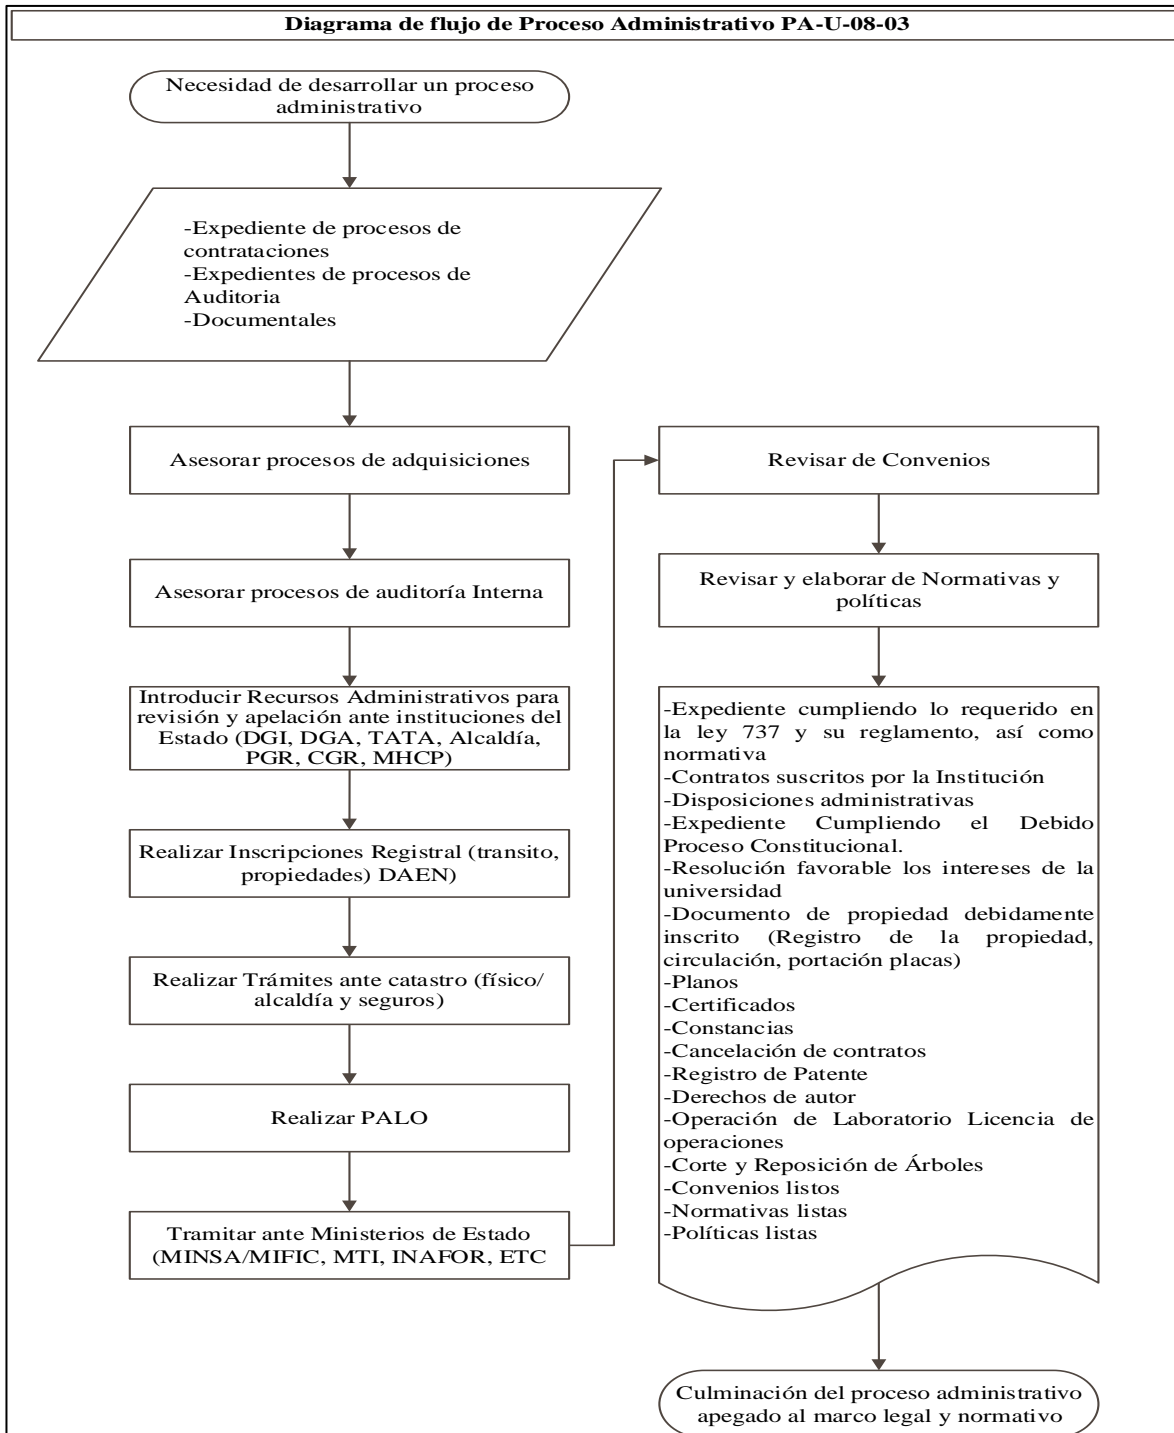 Diagrama de flujo de Proceso Administrativo PA-U-08-03
Necesidad de desarrollar un proceso
administrativo
-Expediente de procesos de
contrataciones
-Expedientes de procesos de
Auditoria
-Documentales
Asesorar procesos de adquisiciones
Asesorar procesos de auditoría Interna
Introducir Recursos Administrativos para
revisión y apelación ante instituciones del
Estado (DGI, DGA, TATA, Alcaldía,
PGR, CGR, MHCP)
Realizar Inscripciones Registral (transito,
propiedades) DAEN)
Realizar Trámites ante catastro (físico/
alcaldía y seguros)
Realizar PALO
Tramitar ante Ministerios de Estado
(MINSA/MIFIC, MTI, INAFOR, ETC
Revisar de Convenios
Revisar y elaborar de Normativas y
políticas
-Expediente cumpliendo lo requerido en
la ley 737 y su reglamento, así como
normativa
-Contratos suscritos por la Institución
-Disposiciones administrativas
-Expediente Cumpliendo el Debido
Proceso Constitucional.
-Resolución favorable los intereses de la
universidad
-Documento de propiedad debidamente
inscrito (Registro de la propiedad,
circulación, portación placas)
-Planos
-Certificados
-Constancias
-Cancelación de contratos
-Registro de Patente
-Derechos de autor
-Operación de Laboratorio Licencia de
operaciones
-Corte y Reposición de Árboles
-Convenios listos
-Normativas listas
-Políticas listas
Culminación del proceso administrativo
apegado al marco legal y normativo